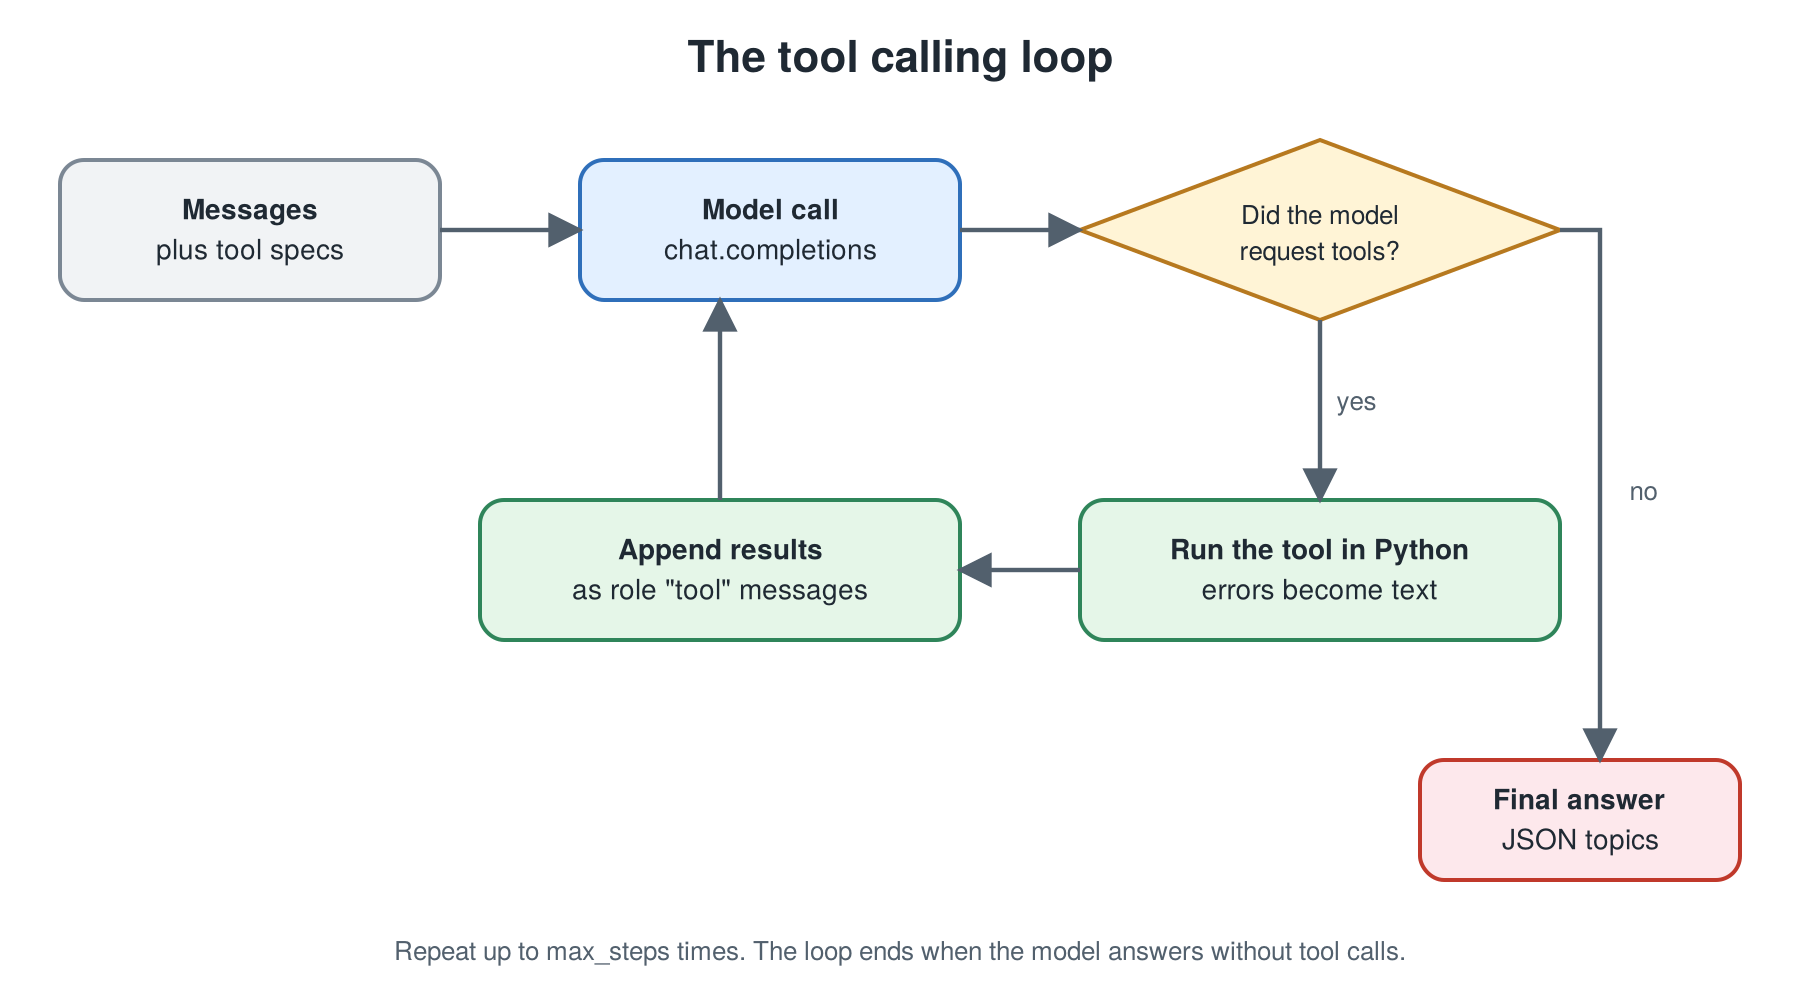 The tool calling loop
Messages
plus tool specs
Model call
chat.completions
Did the model
request tools?
yes
no
Append results
as role "tool" messages
Run the tool in Python
errors become text
Final answer
JSON topics
Repeat up to max_steps times. The loop ends when the model answers without tool calls.